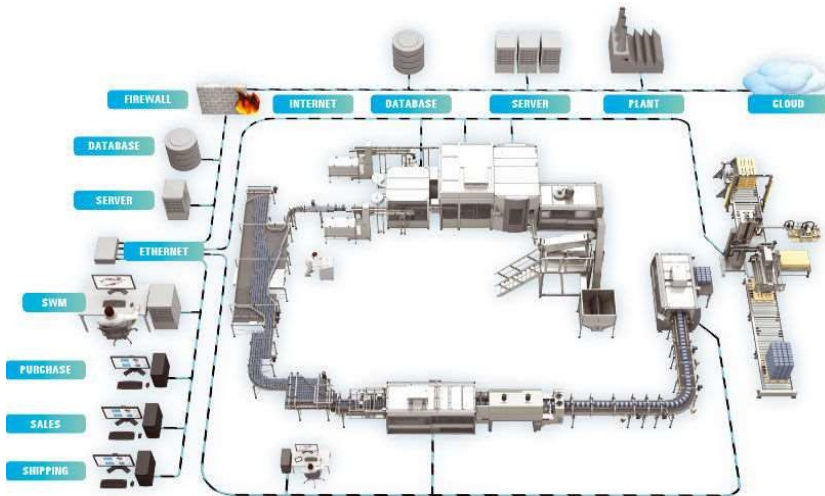 FIREWALL
INTERNET
DATABASE
SERVER
PLANT
CLOUD
DATABASE
SERVER
ETHERNET
SWM
PURCHASE
SALES
SHIPPING